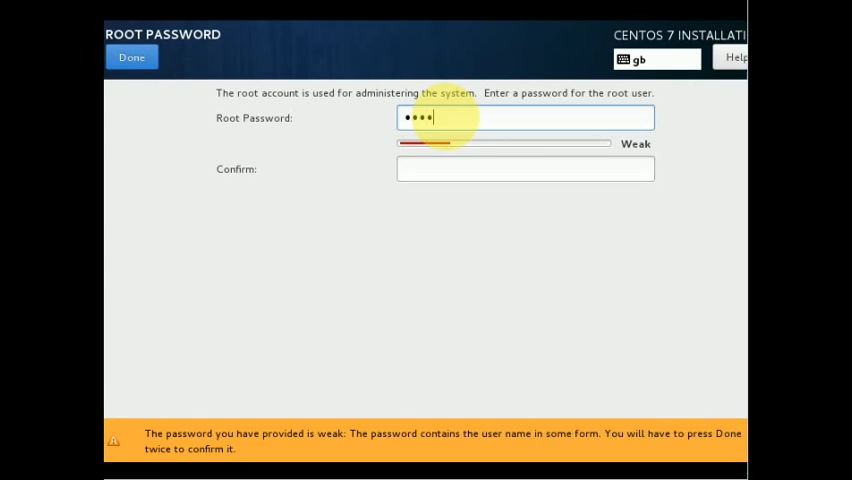 ROOT PASSWORD
CENTOS 7 INSTALLATI
Done
gb
Help
The root account is used for administering the system. Enter a password for the root user.
Root Password:
••••
Weak
Confirm:
The password you have provided is weak: The password contains the user name in some form. You will have to press Done
twice to confirm it.